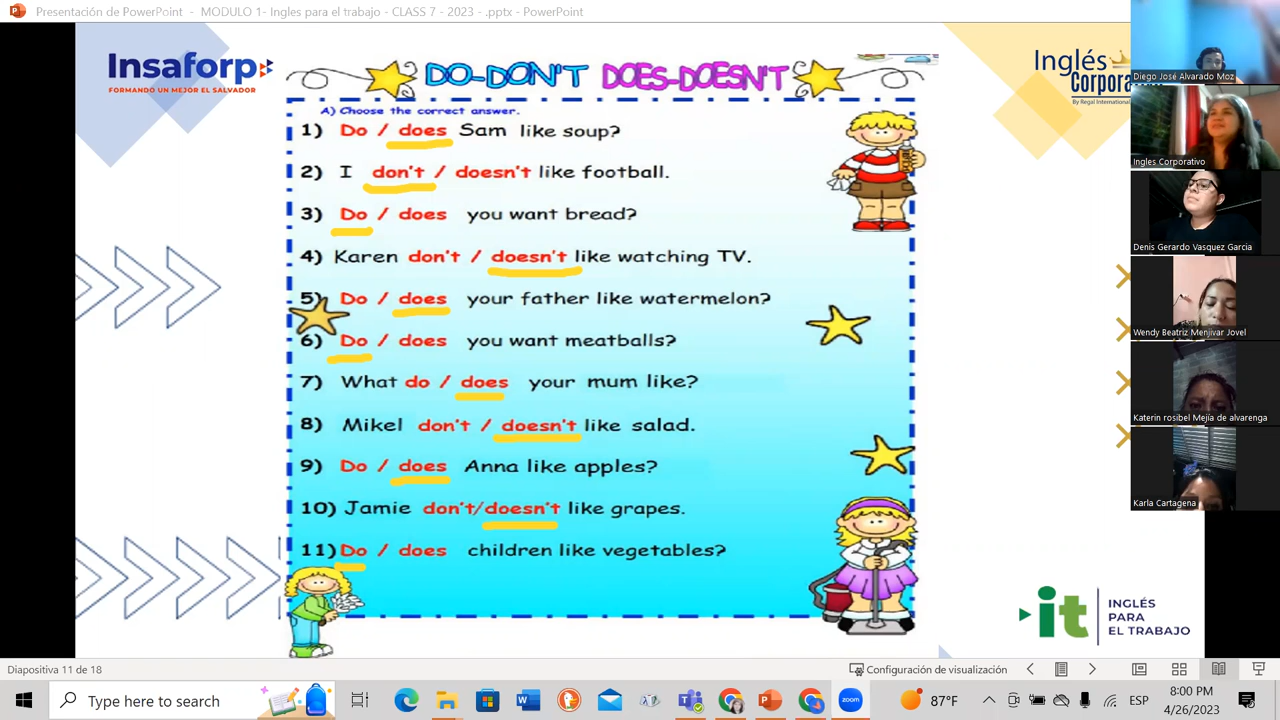 Presentación de PowerPoint - MODULO 1- Ingles para el trabajo - CLASS 7 - 2023 - .pptx - PowerPoint
Insaforp
FORMANDO UN MEJOR EL SALVADOR
DO-DON'T DOES-DOESN'T
Inglés
Corpora
By Regal International
A) Choose the correct answer.
1) Do / does Sam like soup?
2) I don't / doesn't like football.
3) Do / does you want bread?
4) Karen don't / doesn't like watching TV.
5) Do / does your father like watermelon?
6) Do / does you want meatballs?
7) What do / does your mum like?
8) Mikel don't / doesn't like salad.
9) Do / does Anna like apples?
10) Jamie don't/doesn't like grapes.
11) Do / does children like vegetables?
Diego José Alvarado Moz
Ingles Corporativo
Denis Gerardo Vasquez Garcia
Wendy Beatriz Menjivar Jovel
Katerin rosibel Mejía de alvarenga
Karla Cartagena
it
INGLÉS
PARA
EL TRABAJO
Diapositiva 11 de 18
Configuración de visualización
Type here to search
zoom
87°F
ESP
8:00 PM
4/26/2023